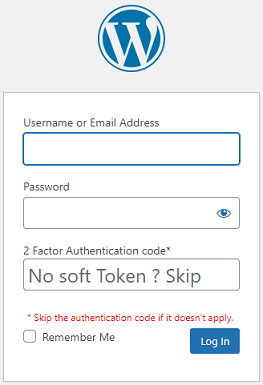 Username or Email Address
Password
2 Factor Authentication code*
No soft Token ? Skip
* Skip the authentication code if it doesn't apply.
Remember Me
Log In